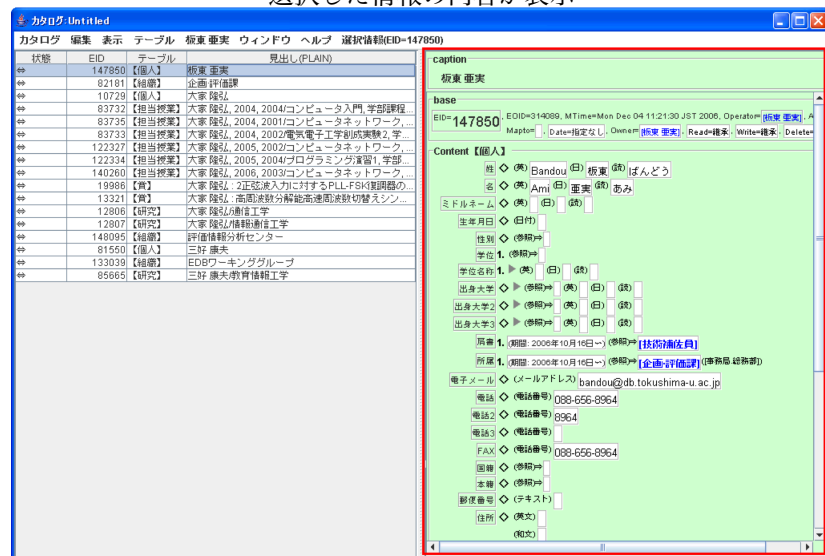 選択した情報の内容が表示
カタログ:Untitled
カタログ 編集 表示 テーブル 板東 亜実 ウィンドウ ヘルプ 選択情報(EID=147850)
状態 EID テーブル 見出し(PLAIN)
⇔ 147850 【個人】 板東 亜実
⇔ 82181 【組織】 企画・評価課
⇔ 10729 【個人】 大家 隆弘
⇔ 83732 【担当授業】 大家 隆弘, 2004, 2004/コンピュータ入門, 学部課程...
⇔ 83735 【担当授業】 大家 隆弘, 2004, 2001/コンピュータネットワーク, ...
⇔ 83733 【担当授業】 大家 隆弘, 2004, 2002/電気電子工学創成実験2, 学...
⇔ 122327 【担当授業】 大家 隆弘, 2005, 2002/コンピュータネットワーク, ...
⇔ 122334 【担当授業】 大家 隆弘, 2005, 2004/プログラミング演習1, 学部...
⇔ 140260 【担当授業】 大家 隆弘, 2006, 2003/コンピュータネットワーク, ...
⇔ 19986 【賞】 大家 隆弘 : 2正弦波入力に対するPLL-FSK復調器の...
⇔ 13321 【賞】 大家 隆弘 : 高周波数分解能高速周波数切替えシン...
⇔ 12806 【研究】 大家 隆弘/通信工学
⇔ 12807 【研究】 大家 隆弘/情報通信工学
⇔ 148095 【組織】 評価情報分析センター
⇔ 81550 【個人】 三好 康夫
⇔ 133039 【組織】 EDBワーキンググループ
⇔ 85665 【研究】 三好 康夫/教育情報工学
caption
板東 亜実
base
EID=147850, EOID=314089, MTime=Mon Dec 04 11:21:30 JST 2006, Operator=[板東 亜実], A
Mapto= , Date=指定なし, Owner=[板東 亜実], Read=継承, Write=継承, Delete=
Content 【個人】
姓 ◇ (英) Bandou (日) 板東 (読) ばんどう
名 ◇ (英) Ami (日) 亜実 (読) あみ
ミドルネーム ◇ (英) (日) (読)
生年月日 ◇ (日付)
性別 ◇ (参照)⇒
学位 1. (参照)⇒
学位名称 1. ▶ (英) (日) (読)
出身大学 ◇ ▶ (参照)⇒ (英) (日) (読)
出身大学2 ◇ ▶ (参照)⇒ (英) (日) (読)
出身大学3 ◇ ▶ (参照)⇒ (英) (日) (読)
肩書 1. (期間: 2006年10月16日〜) (参照)⇒ [技術補佐員]
所属 1. (期間: 2006年10月16日〜) (参照)⇒ [企画・評価課] ([事務局.総務部])
電子メール ◇ (メールアドレス) bandou@db.tokushima-u.ac.jp
電話 ◇ (電話番号) 088-656-8964
電話2 ◇ (電話番号) 8964
電話3 ◇ (電話番号)
FAX ◇ (電話番号) 088-656-8964
国籍 ◇ (参照)⇒
本籍 ◇ (参照)⇒
郵便番号 ◇ (テキスト)
住所 ◇ (英文)
(和文)